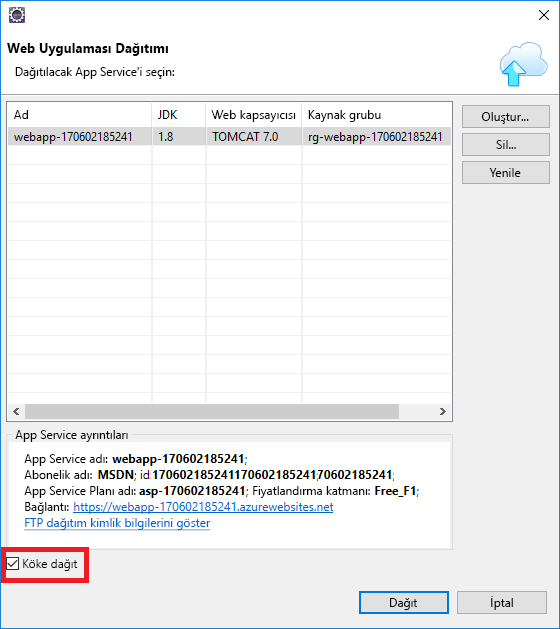 Web Uygulaması Dağıtımı
Dağıtılacak App Service'i seçin:
Ad JDK Web kapsayıcısı Kaynak grubu
webapp-170602185241 1.8 TOMCAT 7.0 rg-webapp-170602185241
Oluştur...
Sil...
Yenile
App Service ayrıntıları
App Service adı: webapp-170602185241;
Abonelik adı: MSDN; id:17060218524117060218524170602185241;
App Service Planı adı: asp-170602185241; Fiyatlandırma katmanı: Free_F1;
Bağlantı: https://webapp-170602185241.azurewebsites.net
FTP dağıtım kimlik bilgilerini göster
Köke dağıt
Dağıt İptal